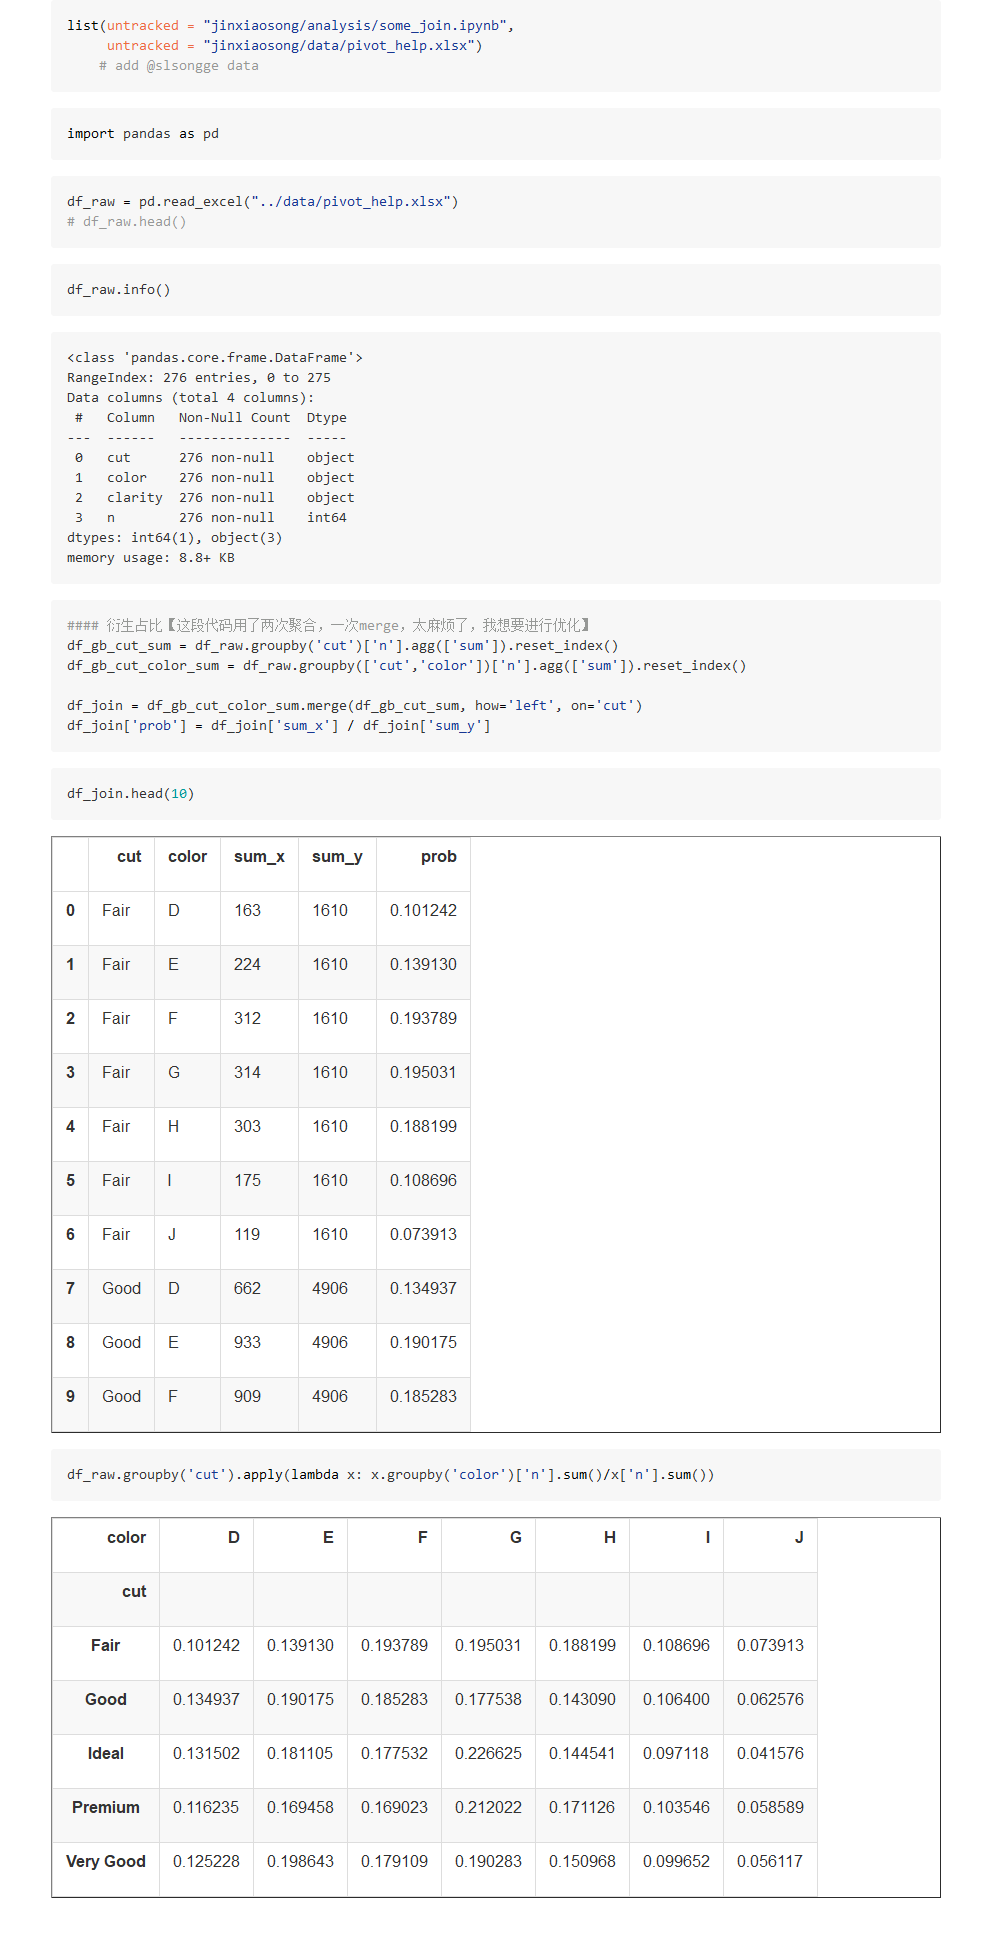 list(untracked = "jinxiaosong/analysis/some_join.ipynb",
     untracked = "jinxiaosong/data/pivot_help.xlsx")
    # add @slsongge data
import pandas as pd
df_raw = pd.read_excel("../data/pivot_help.xlsx")
# df_raw.head()
df_raw.info()
<class 'pandas.core.frame.DataFrame'>
RangeIndex: 276 entries, 0 to 275
Data columns (total 4 columns):
 #   Column   Non-Null Count  Dtype
---  ------   --------------  -----
 0   cut      276 non-null    object
 1   color    276 non-null    object
 2   clarity  276 non-null    object
 3   n        276 non-null    int64
dtypes: int64(1), object(3)
memory usage: 8.8+ KB
#### 衍生占比【这段代码用了两次聚合，一次merge，太麻烦了，我想要进行优化】
df_gb_cut_sum = df_raw.groupby('cut')['n'].agg(['sum']).reset_index()
df_gb_cut_color_sum = df_raw.groupby(['cut','color'])['n'].agg(['sum']).reset_index()
df_join = df_gb_cut_color_sum.merge(df_gb_cut_sum, how='left', on='cut')
df_join['prob'] = df_join['sum_x'] / df_join['sum_y']
df_join.head(10)
cut color sum_x sum_y prob
0 Fair D 163 1610 0.101242
1 Fair E 224 1610 0.139130
2 Fair F 312 1610 0.193789
3 Fair G 314 1610 0.195031
4 Fair H 303 1610 0.188199
5 Fair I 175 1610 0.108696
6 Fair J 119 1610 0.073913
7 Good D 662 4906 0.134937
8 Good E 933 4906 0.190175
9 Good F 909 4906 0.185283
df_raw.groupby('cut').apply(lambda x: x.groupby('color')['n'].sum()/x['n'].sum())
color D E F G H I J
cut
Fair 0.101242 0.139130 0.193789 0.195031 0.188199 0.108696 0.073913
Good 0.134937 0.190175 0.185283 0.177538 0.143090 0.106400 0.062576
Ideal 0.131502 0.181105 0.177532 0.226625 0.144541 0.097118 0.041576
Premium 0.116235 0.169458 0.169023 0.212022 0.171126 0.103546 0.058589
Very Good 0.125228 0.198643 0.179109 0.190283 0.150968 0.099652 0.056117